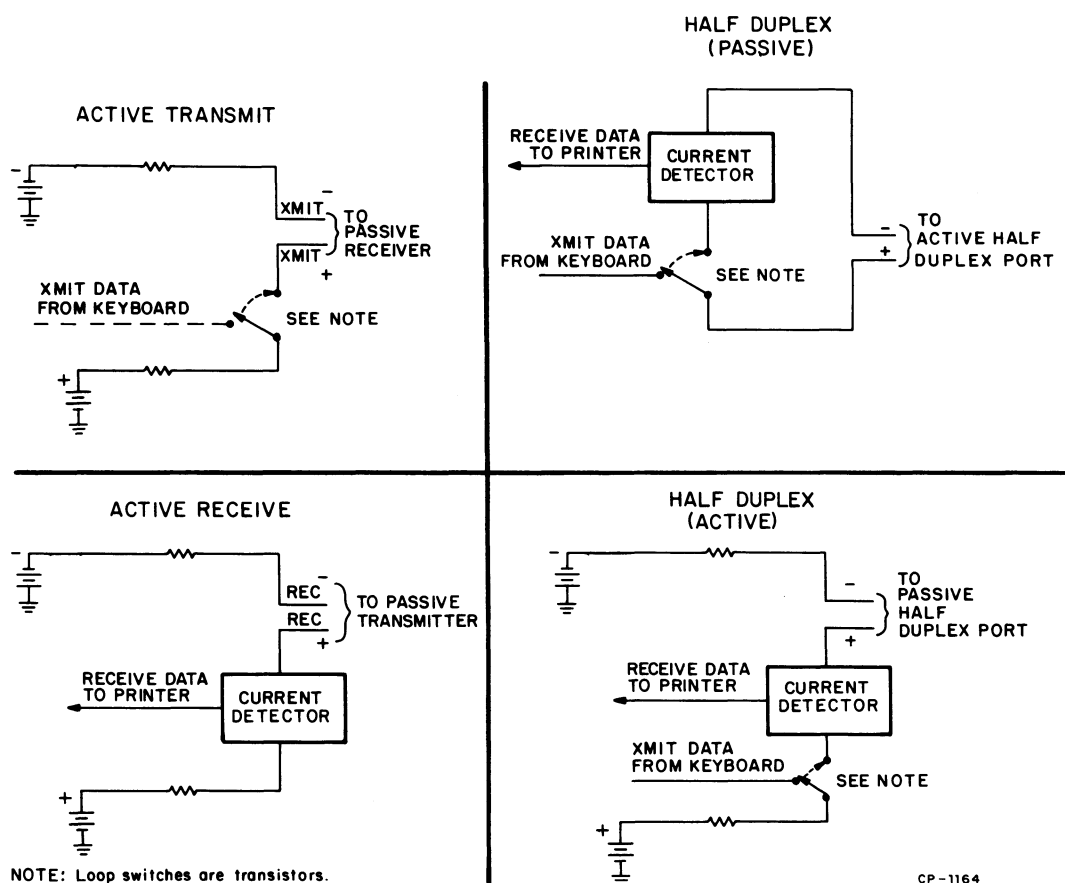 ACTIVE TRANSMIT
-
XMIT -
XMIT
+
TO
PASSIVE
RECEIVER
XMIT DATA
FROM KEYBOARD
SEE NOTE
+
HALF DUPLEX
(PASSIVE)
RECEIVE DATA
TO PRINTER
CURRENT
DETECTOR
XMIT DATA
FROM KEYBOARD
SEE NOTE
-
+
TO
ACTIVE HALF
DUPLEX PORT
ACTIVE RECEIVE
-
REC -
REC
+
TO PASSIVE
TRANSMITTER
RECEIVE DATA
TO PRINTER
CURRENT
DETECTOR
+
NOTE: Loop switches are transistors.
HALF DUPLEX
(ACTIVE)
-
-
+
TO
PASSIVE
HALF
DUPLEX PORT
RECEIVE DATA
TO PRINTER
CURRENT
DETECTOR
XMIT DATA
FROM KEYBOARD
SEE NOTE
+
CP-1164